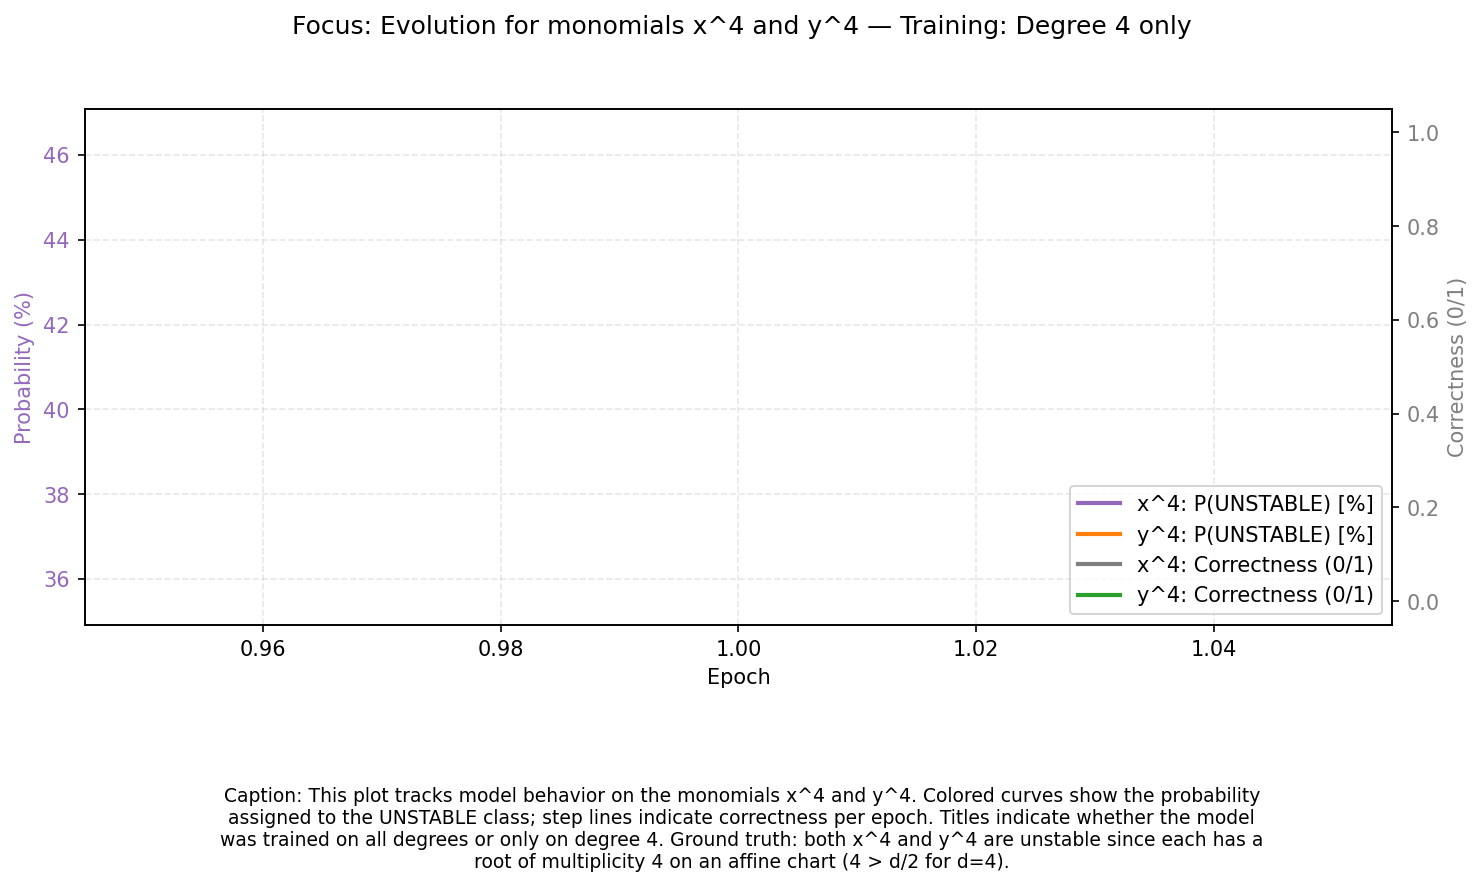 Focus: Evolution for monomials x^4 and y^4 — Training: Degree 4 only
46
44
42
40
38
36
Probability (%)
1.0
0.8
0.6
0.4
0.2
0.0
Correctness (0/1)
x^4: P(UNSTABLE) [%]
y^4: P(UNSTABLE) [%]
x^4: Correctness (0/1)
y^4: Correctness (0/1)
0.96
0.98
1.00
1.02
1.04
Epoch
Caption: This plot tracks model behavior on the monomials x^4 and y^4. Colored curves show the probability
assigned to the UNSTABLE class; step lines indicate correctness per epoch. Titles indicate whether the model
was trained on all degrees or only on degree 4. Ground truth: both x^4 and y^4 are unstable since each has a
root of multiplicity 4 on an affine chart (4 > d/2 for d=4).